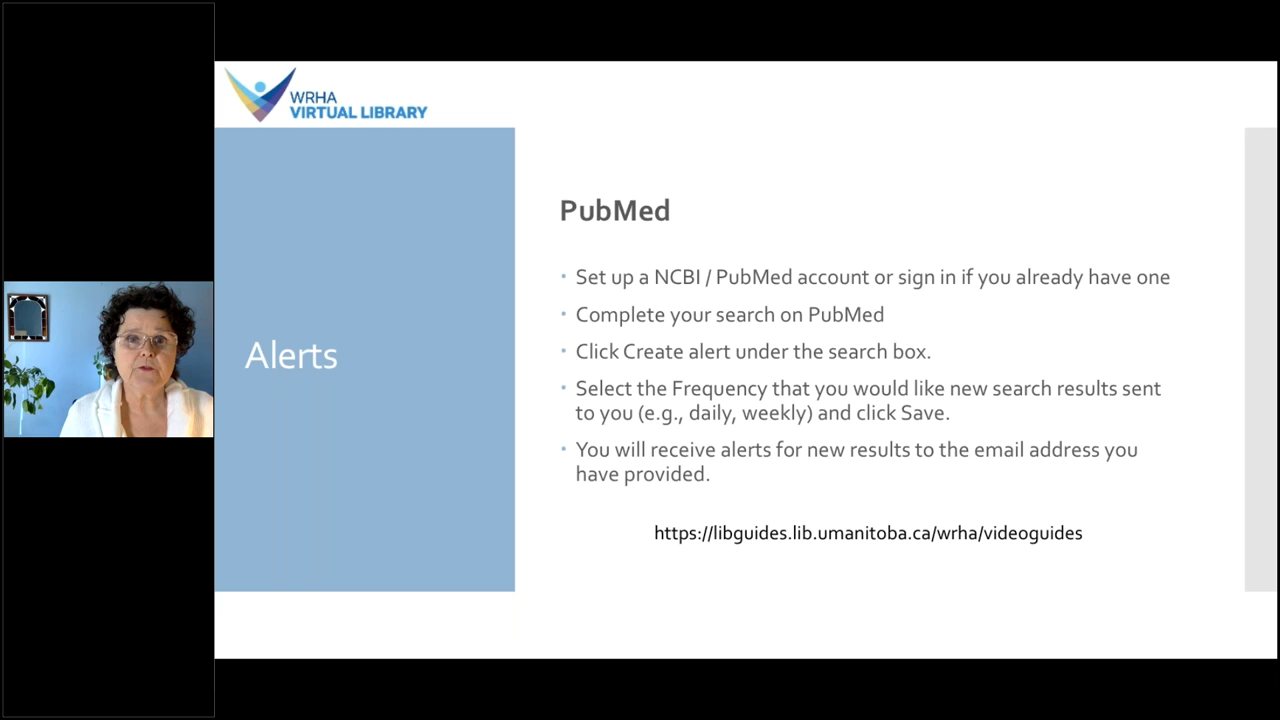 WRHA
VIRTUAL LIBRARY
Alerts
PubMed
Set up a NCBI / PubMed account or sign in if you already have one
Complete your search on PubMed
Click Create alert under the search box.
Select the Frequency that you would like new search results sent
to you (e.g., daily, weekly) and click Save.
You will receive alerts for new results to the email address you
have provided.
https://libguides.lib.umanitoba.ca/wrha/videoguides